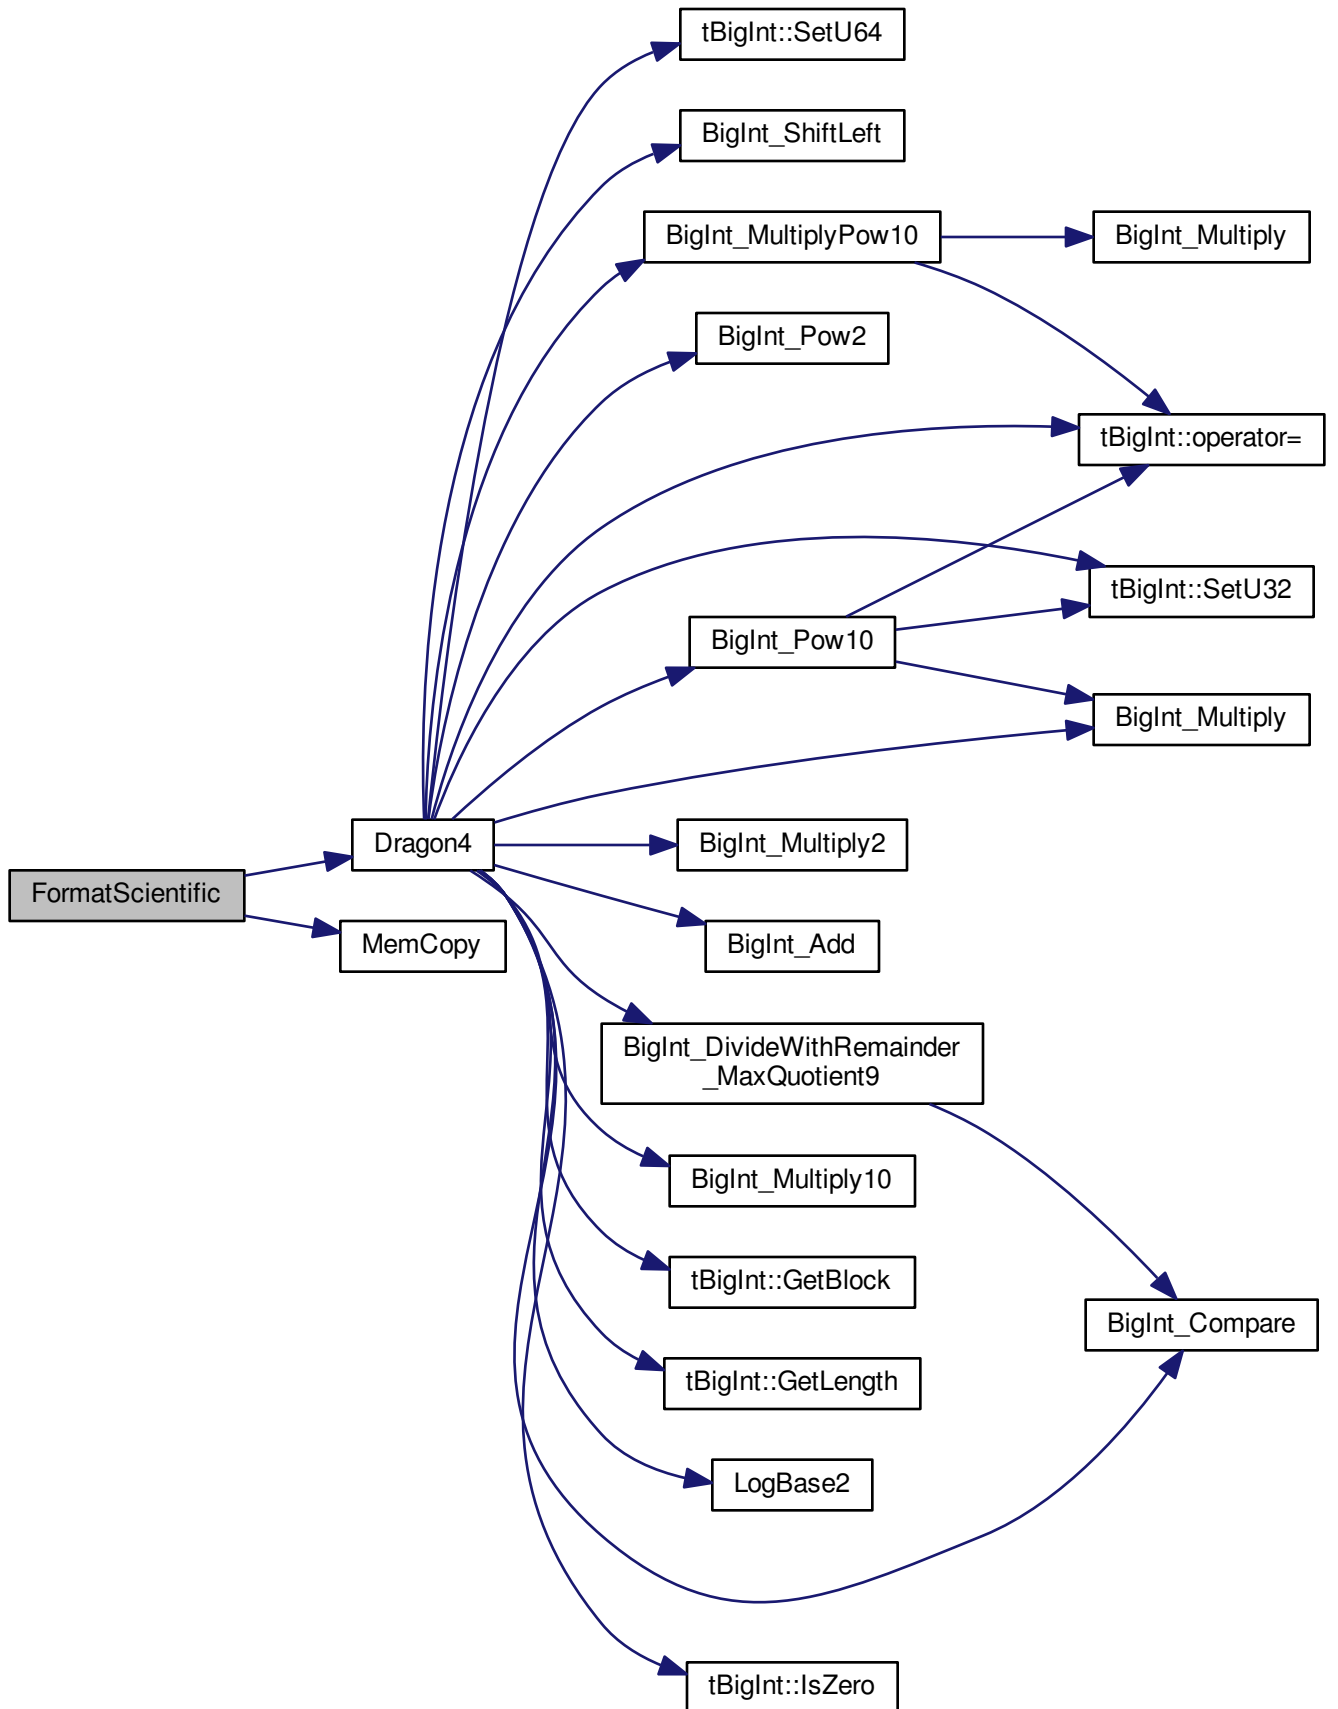 tBigInt::SetU64
BigInt_ShiftLeft
BigInt_MultiplyPow10
BigInt_Multiply
BigInt_Pow2
tBigInt::operator=
tBigInt::SetU32
BigInt_Pow10
BigInt_Multiply
Dragon4
BigInt_Multiply2
FormatScientific
MemCopy
BigInt_Add
BigInt_DivideWithRemainder
_MaxQuotient9
BigInt_Multiply10
tBigInt::GetBlock
BigInt_Compare
tBigInt::GetLength
LogBase2
tBigInt::IsZero